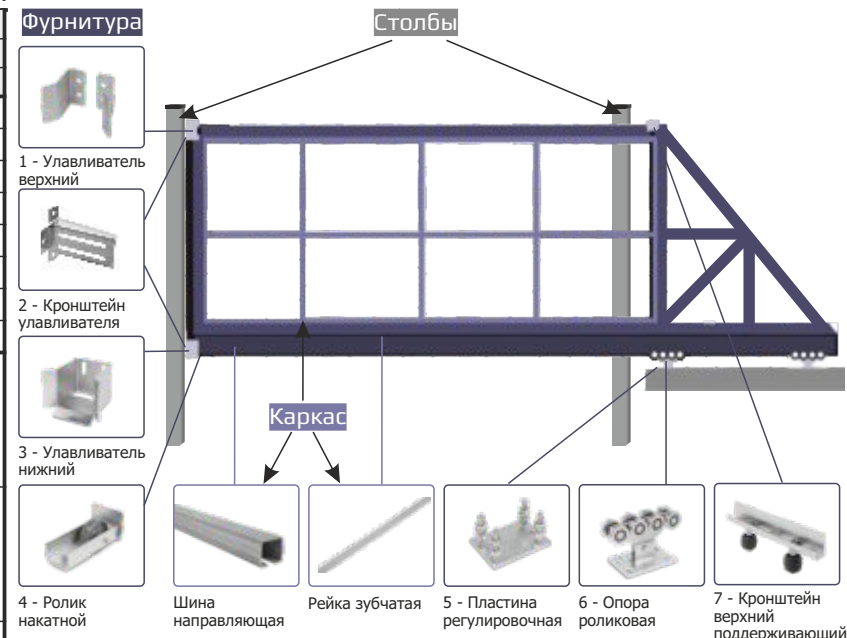 Фурнитура
Столбы
1 - Улавливатель
верхний
2 - Кронштейн
улавливателя
3 - Улавливатель
нижний
Каркас
4 - Ролик
накатной
Шина
направляющая
Рейка зубчатая
5 - Пластина
регулировочная
6 - Опора
роликовая
7 - Кронштейн
верхний
поддерживающий